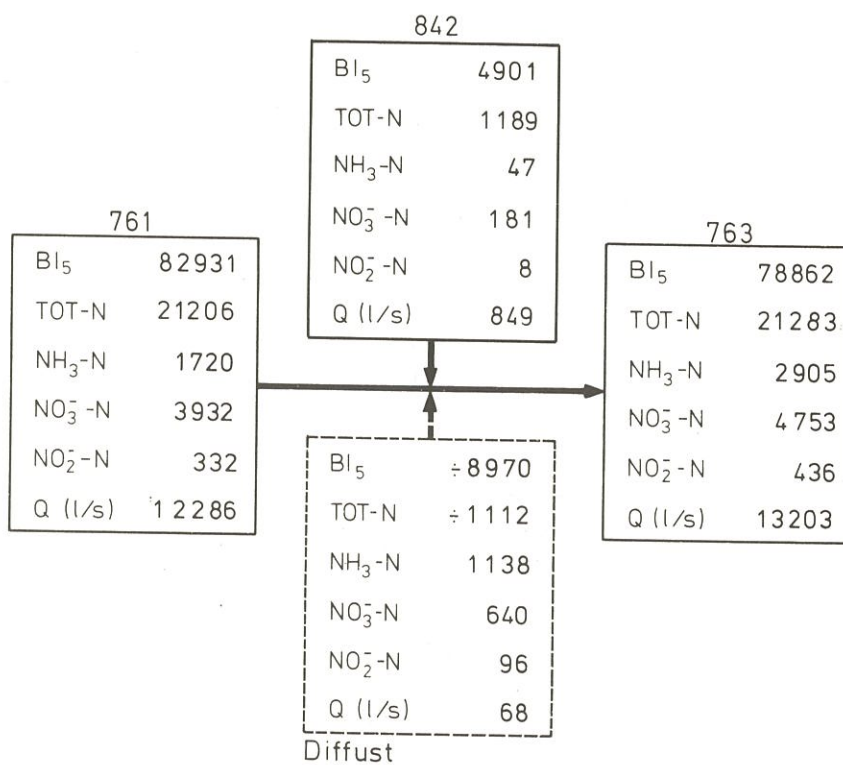 842
BI₅ 4901
TOT-N 1189
NH₃-N 47
NO₃⁻-N 181
NO₂⁻-N 8
Q (l/s) 849
761
BI₅ 82931
TOT-N 21206
NH₃-N 1720
NO₃⁻-N 3932
NO₂⁻-N 332
Q (l/s) 12286
763
BI₅ 78862
TOT-N 21283
NH₃-N 2905
NO₃⁻-N 4753
NO₂⁻-N 436
Q (l/s) 13203
BI₅ ÷8970
TOT-N ÷1112
NH₃-N 1138
NO₃⁻-N 640
NO₂⁻-N 96
Q (l/s) 68
Diffust